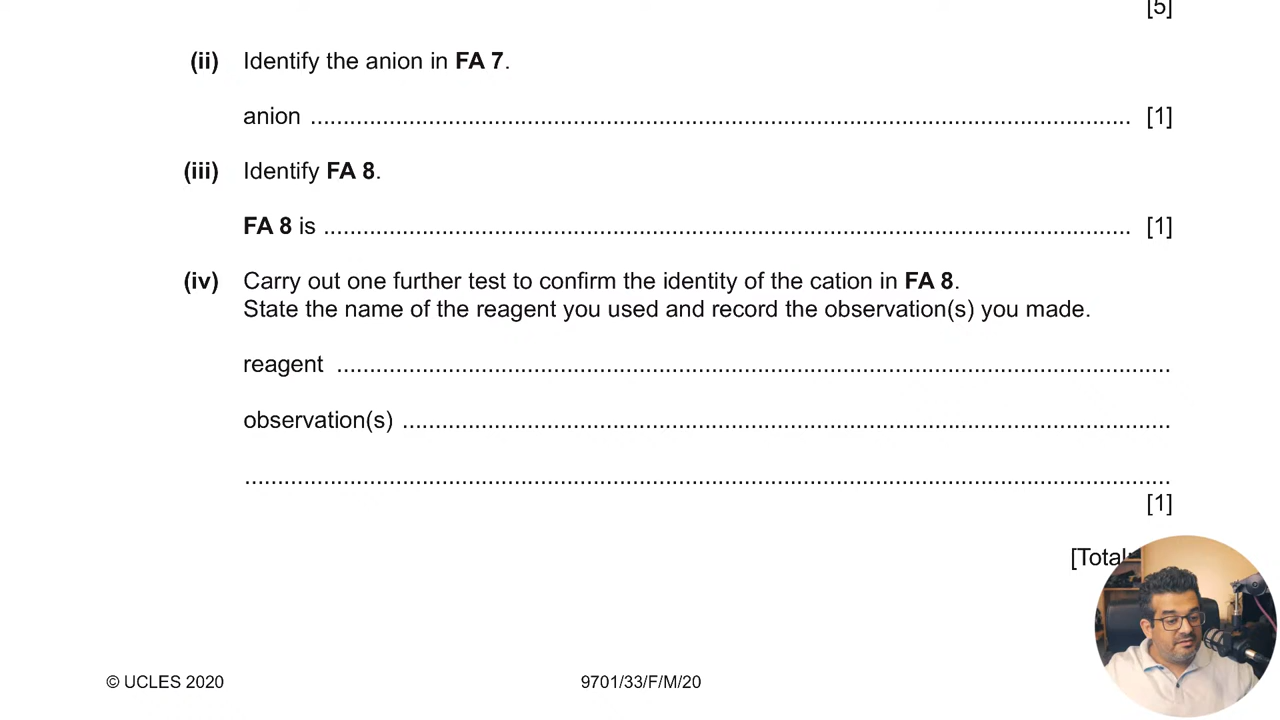 [5]
(ii) Identify the anion in FA 7.
anion ........................................................................................................................ [1]
(iii) Identify FA 8.
FA 8 is ........................................................................................................................ [1]
(iv) Carry out one further test to confirm the identity of the cation in FA 8.
State the name of the reagent you used and record the observation(s) you made.
reagent ........................................................................................................................
observation(s) ........................................................................................................................
........................................................................................................................
[1]
[Total
© UCLES 2020 9701/33/F/M/20